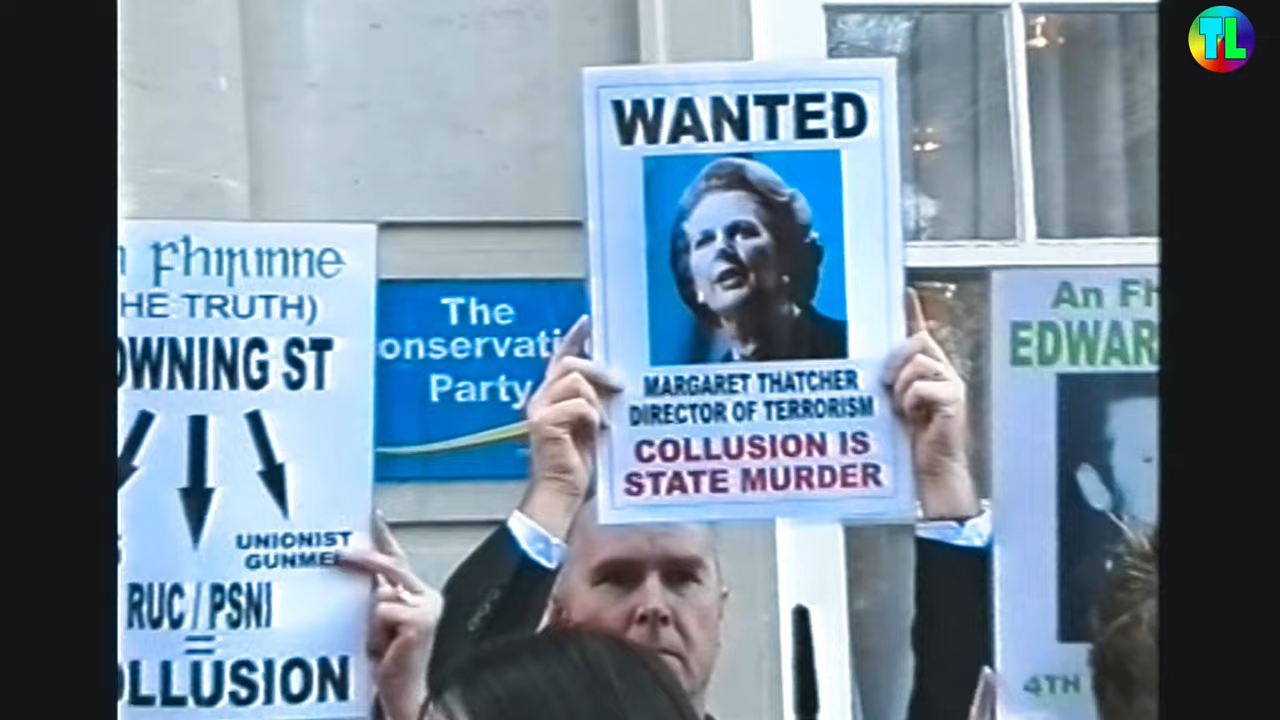 TL
Fhírinne
HE TRUTH)
OWNING ST
UNIONIST
GUNMEN
RUC / PSNI
=
OLLUSION
The
onservati
Party
WANTED
MARGARET THATCHER
DIRECTOR OF TERRORISM
COLLUSION IS
STATE MURDER
An Fh
EDWAR
4TH